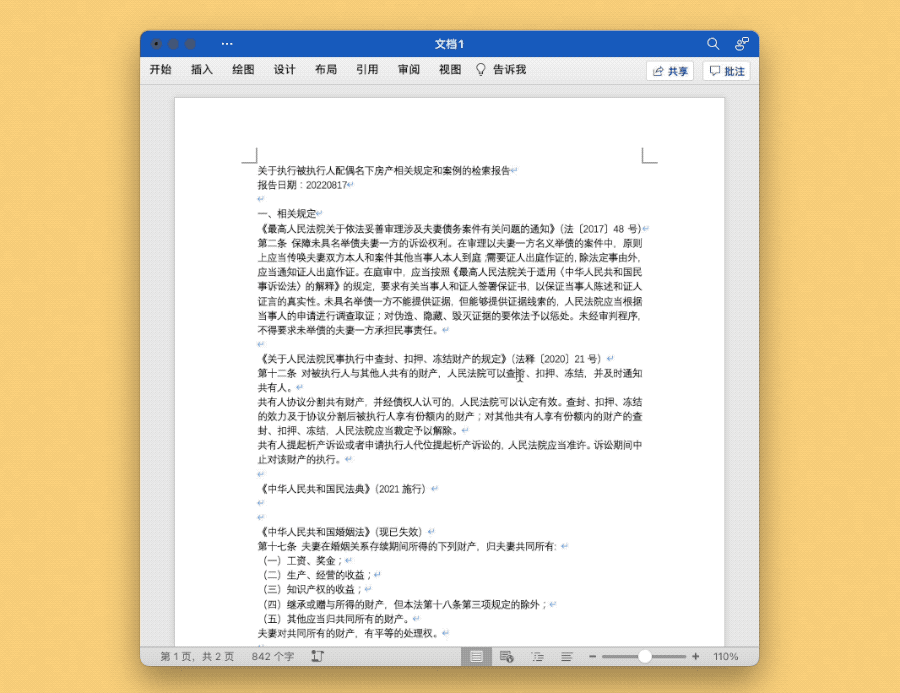 文档1
开始 插入 绘图 设计 布局 引用 审阅 视图 告诉我 共享 批注
关于执行被执行人配偶名下房产相关规定和案例的检索报告
报告日期：20220817
一、相关规定
《最高人民法院关于依法妥善审理涉及夫妻债务案件有关问题的通知》（法〔2017〕48 号）
第二条 保障未具名举债夫妻一方的诉讼权利。在审理以夫妻一方名义举债的案件中，原则
上应当传唤夫妻双方本人和案件其他当事人本人到庭；需要证人出庭作证的，除法定事由外，
应当通知证人出庭作证。在庭审中，应当按照《最高人民法院关于适用〈中华人民共和国民
事诉讼法〉的解释》的规定，要求有关当事人和证人签署保证书，以保证当事人陈述和证人
证言的真实性。未具名举债一方不能提供证据，但能够提供证据线索的，人民法院应当根据
当事人的申请进行调查取证；对伪造、隐藏、毁灭证据的要依法予以惩处。未经审判程序，
不得要求未举债的夫妻一方承担民事责任。
《关于人民法院民事执行中查封、扣押、冻结财产的规定》（法释〔2020〕21 号）
第十二条 对被执行人与其他人共有的财产，人民法院可以查封、扣押、冻结，并及时通知
共有人。
共有人协议分割共有财产，并经债权人认可的，人民法院可以认定有效。查封、扣押、冻结
的效力及于协议分割后被执行人享有份额内的财产；对其他共有人享有份额内的财产的查
封、扣押、冻结，人民法院应当裁定予以解除。
共有人提起析产诉讼或者申请执行人代位提起析产诉讼的，人民法院应当准许。诉讼期间中
止对该财产的执行。
《中华人民共和国民法典》（2021 施行）
《中华人民共和国婚姻法》（现已失效）
第十七条 夫妻在婚姻关系存续期间所得的下列财产，归夫妻共同所有:
（一）工资、奖金；
（二）生产、经营的收益；
（三）知识产权的收益；
（四）继承或赠与所得的财产，但本法第十八条第三项规定的除外；
（五）其他应当归共同所有的财产。
夫妻对共同所有的财产，有平等的处理权。
第 1 页，共 2 页 842 个字 110%